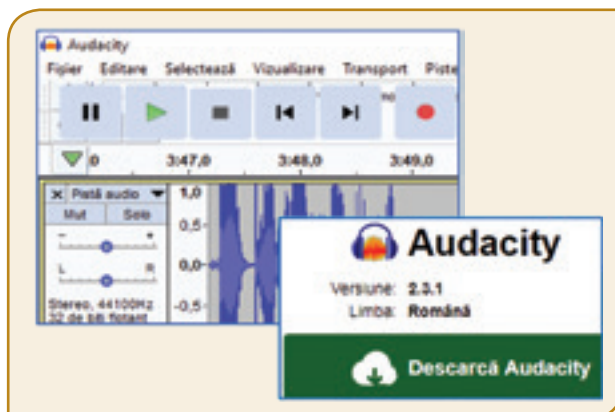 Audacity
Fișier Editare Selectează Vizualizare Transport Piste
0 3:47,0 3:48,0 3:49,0
Pistă audio
1,0
Mut Solo
0,5-
- +
L R
0,0-
Stereo, 44100Hz
32 de biți flotant
-0,5-
Audacity
Versiune: 2.3.1
Limba: Română
Descarcă Audacity